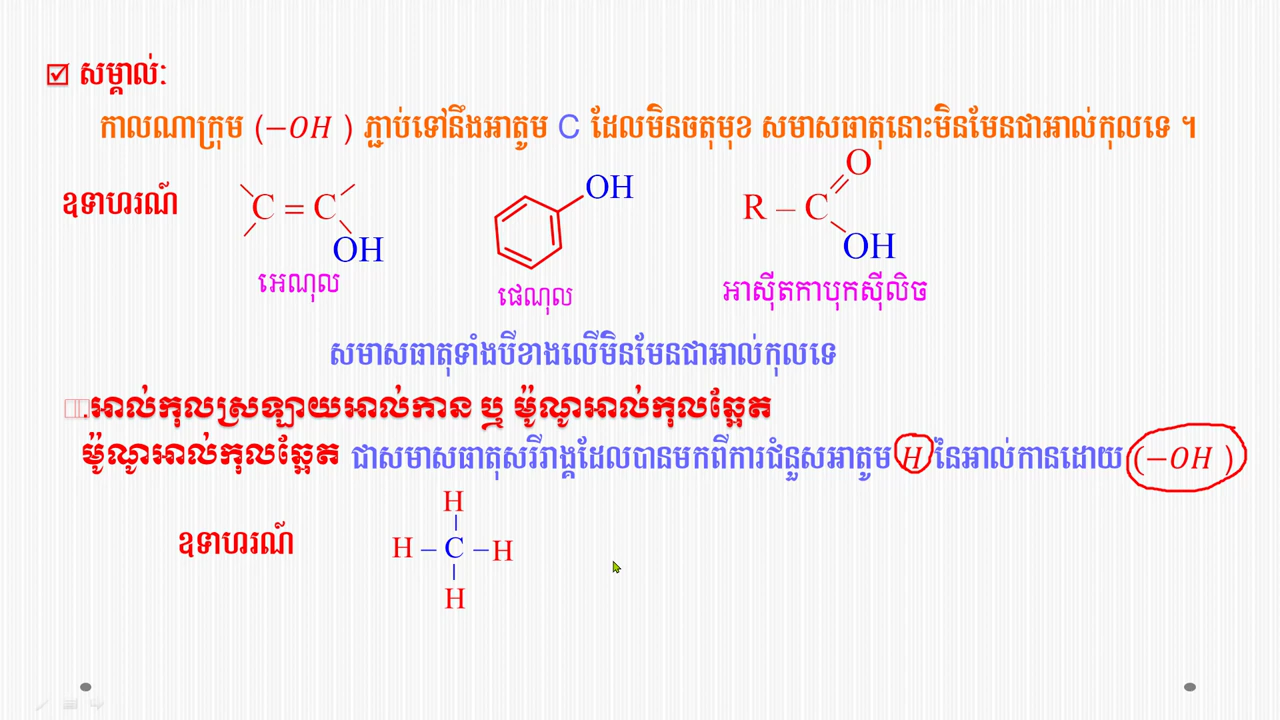 ☑ សម្គាល់:
កាលណាក្រុម (−OH ) ភ្ជាប់ទៅនឹងអាតូម C ដែលមិនចតុមុខ សមាសធាតុនោះមិនមែនជាអាល់កុលទេ ។
ឧទាហរណ៍
C = C
OH
អេណុល
OH
ផេណុល
O
R – C
OH
អាស៊ីតកាបុកស៊ីលិច
សមាសធាតុទាំងបីខាងលើមិនមែនជាអាល់កុលទេ
.អាល់កុលស្រឡាយអាល់កាន ឬ ម៉ូណូអាល់កុលឆ្អែត
ម៉ូណូអាល់កុលឆ្អែត ជាសមាសធាតុសរីរាង្គដែលបានមកពីការជំនួសអាតូម H នៃអាល់កានដោយ (−OH )
ឧទាហរណ៍
H
H – C – H
H